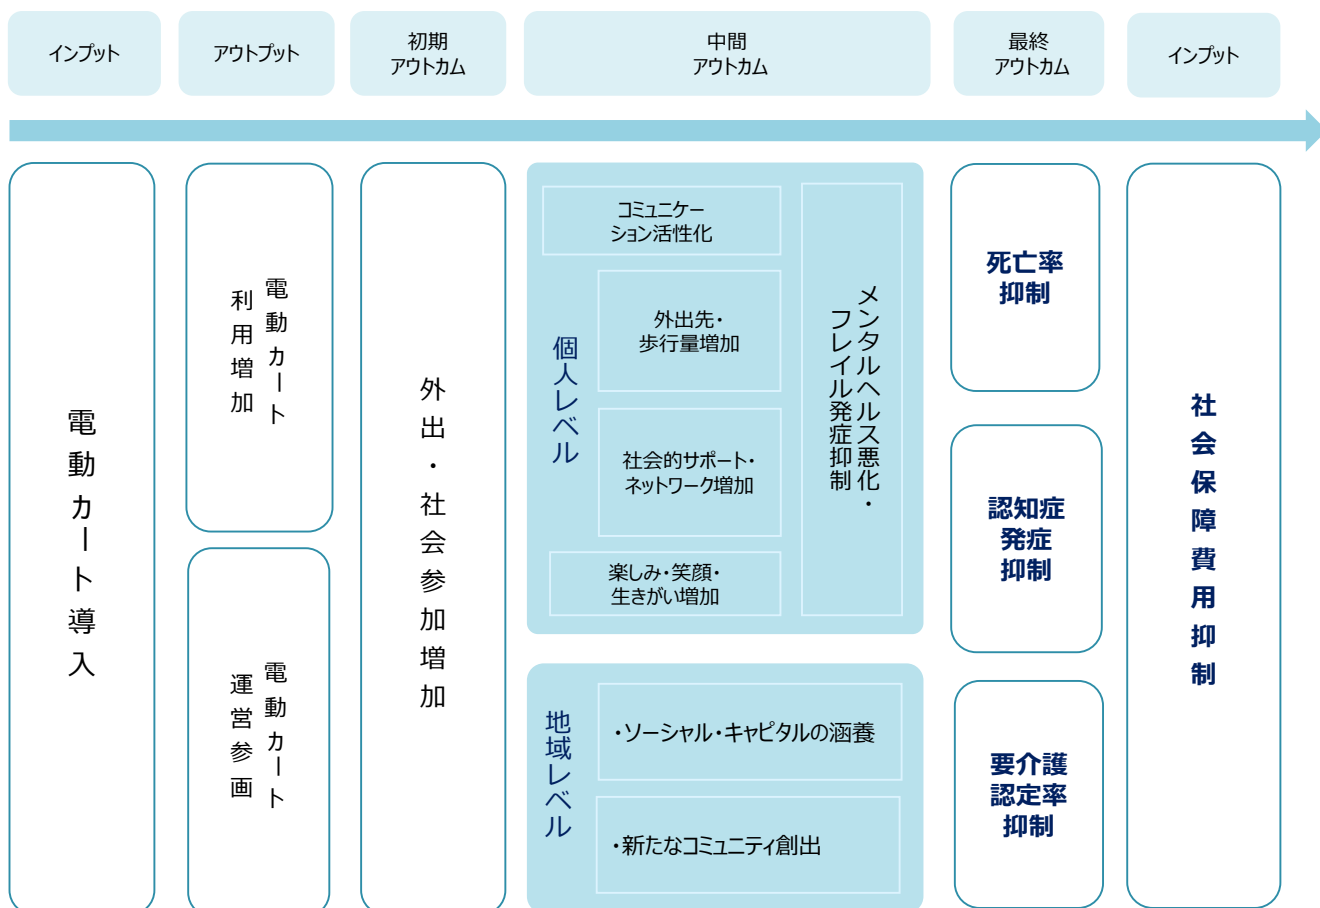 インプット
アウトプット
初期
アウトカム
中間
アウトカム
最終
アウトカム
インプット
電動カート導入
電動カート
利用増加
電動カート
運営参画
外出・社会参加増加
個人レベル
コミュニケー
ション活性化
外出先・
歩行量増加
社会的サポート・
ネットワーク増加
楽しみ・笑顔・
生きがい増加
メンタルヘルス悪化・
フレイル発症抑制
地域レベル
・ソーシャル・キャピタルの涵養
・新たなコミュニティ創出
死亡率
抑制
認知症
発症
抑制
要介護
認定率
抑制
社会保障費用抑制